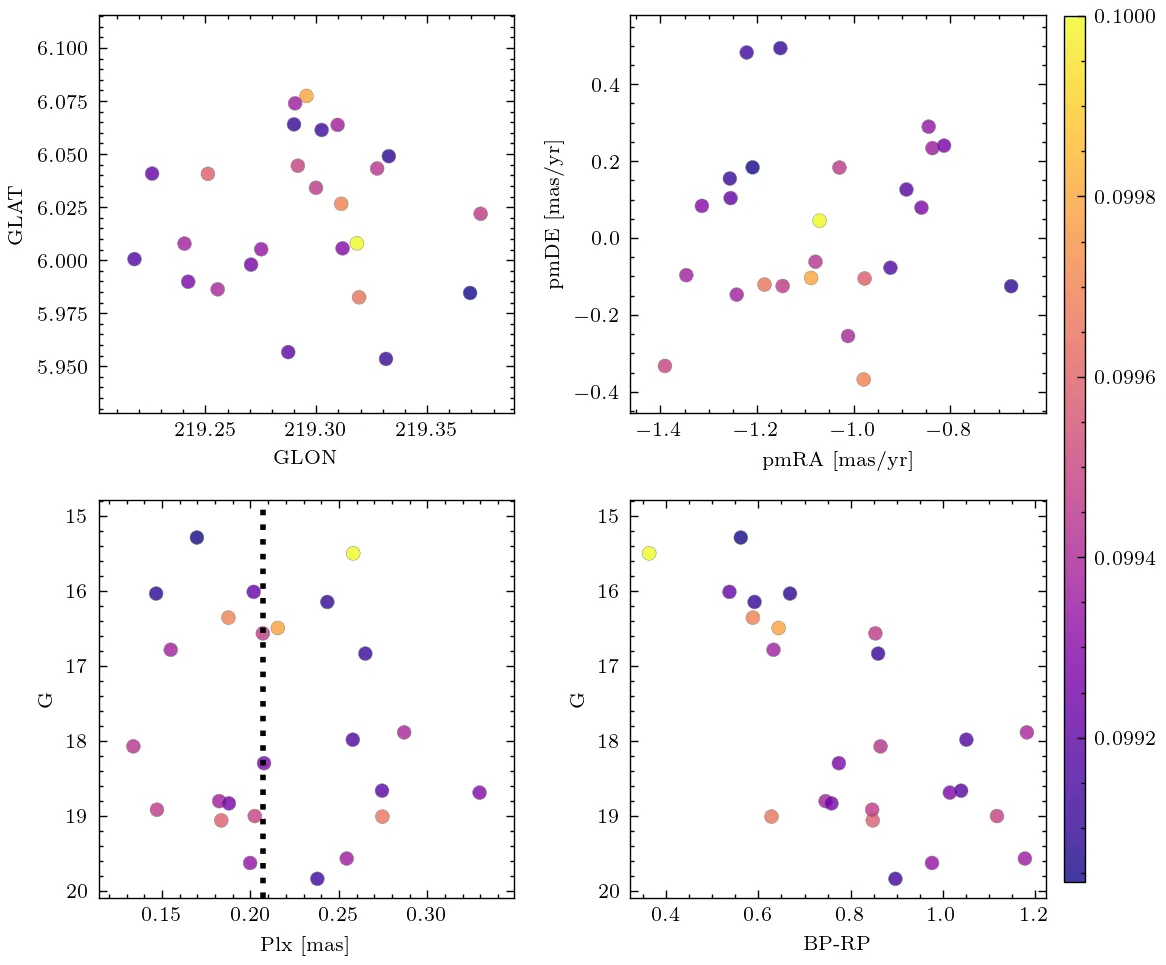 6.100
6.075
6.050
6.025
6.000
5.975
5.950
GLAT
219.25 219.30 219.35
GLON
0.4
0.2
0.0
−0.2
−0.4
pmDE [mas/yr]
−1.4 −1.2 −1.0 −0.8
pmRA [mas/yr]
0.1000
0.0998
0.0996
0.0994
0.0992
15
16
17
18
19
20
G
0.15 0.20 0.25 0.30
Plx [mas]
15
16
17
18
19
20
G
0.4 0.6 0.8 1.0 1.2
BP-RP